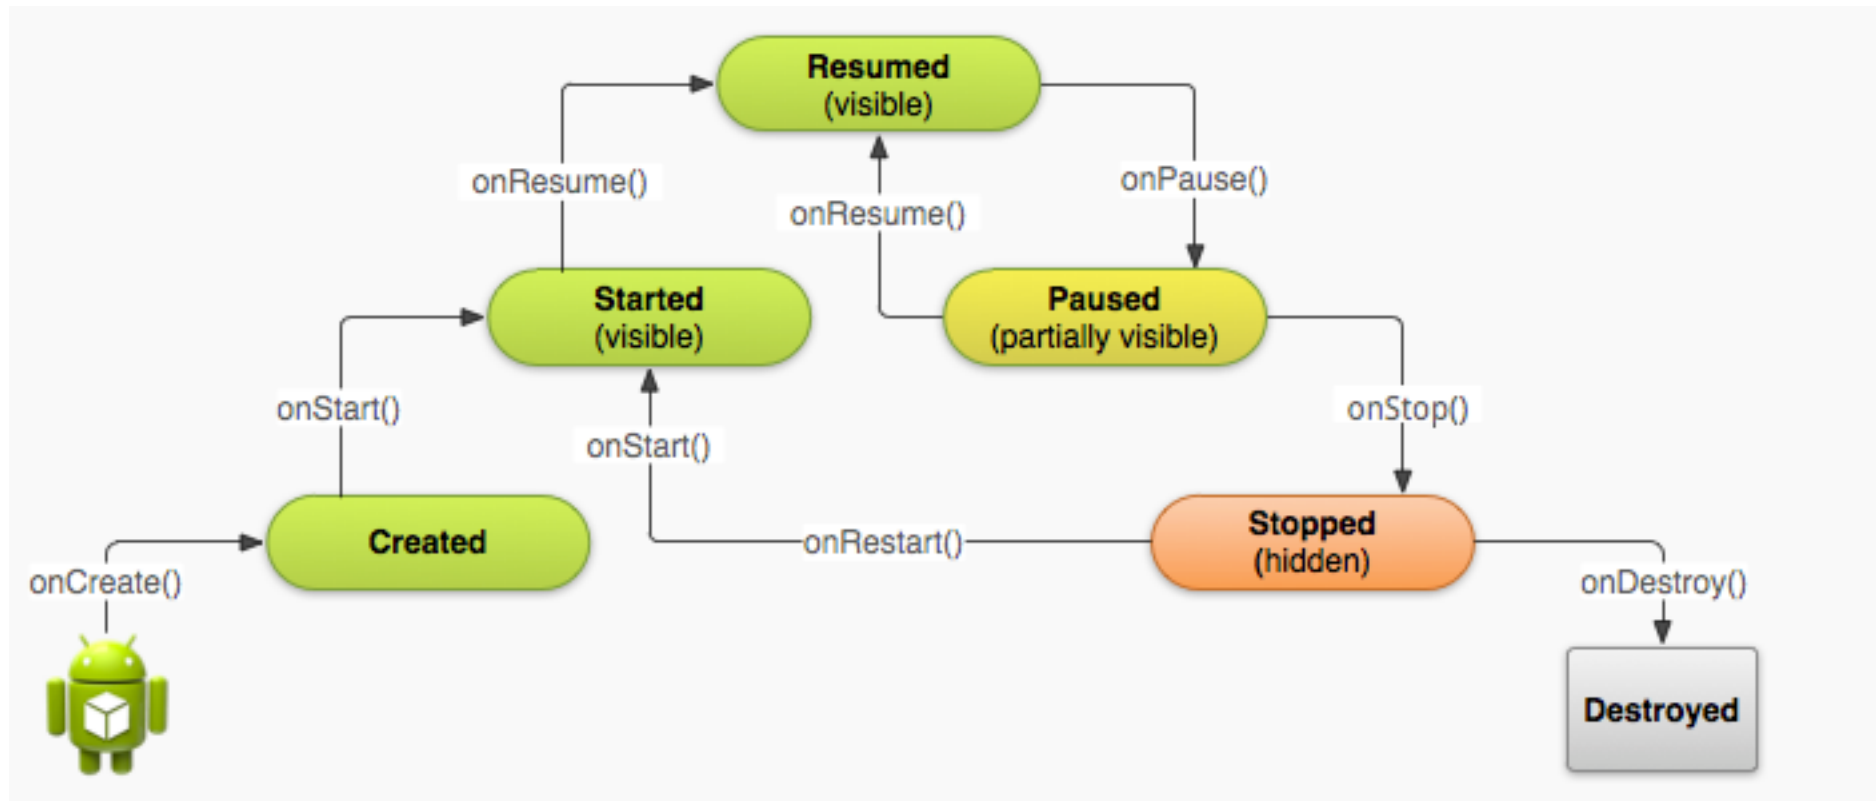 Resumed
(visible)
onResume()
onPause()
onResume()
Started
(visible)
Paused
(partially visible)
onStart()
onStop()
onStart()
Created
onRestart()
Stopped
(hidden)
onCreate()
onDestroy()
Destroyed